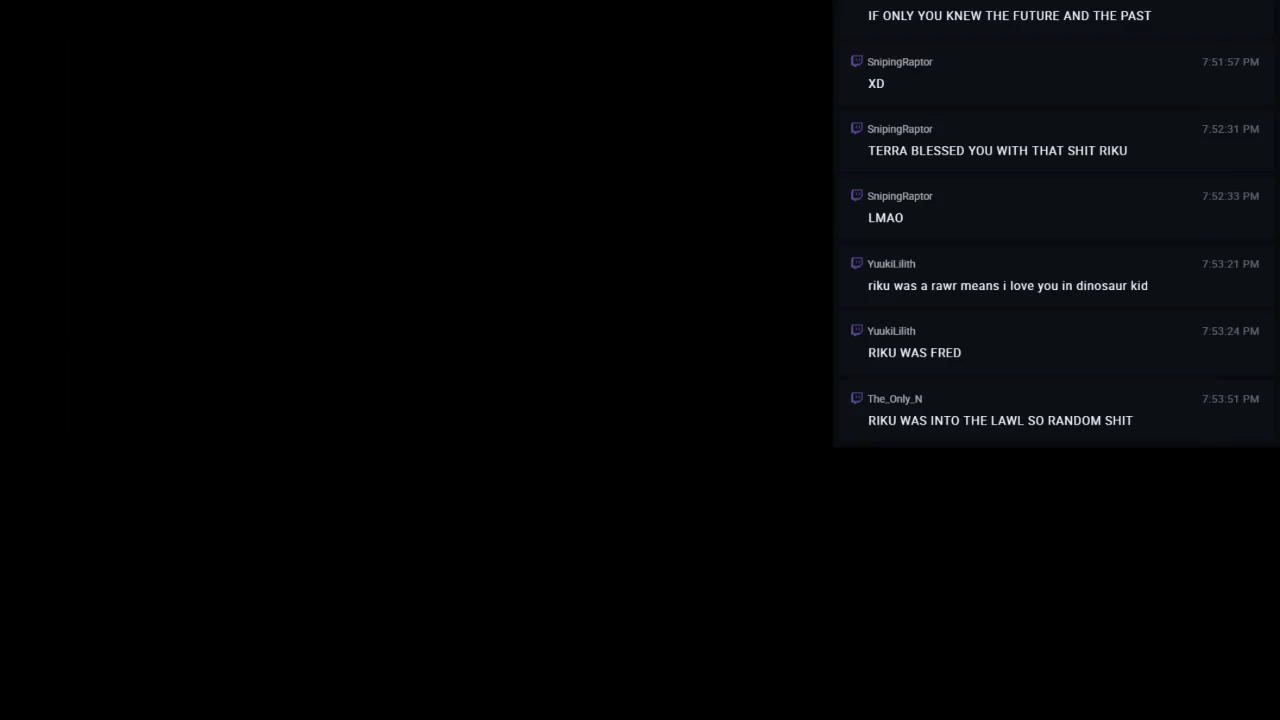 IF ONLY YOU KNEW THE FUTURE AND THE PAST
SnipingRaptor 7:51:57 PM
XD
SnipingRaptor 7:52:31 PM
TERRA BLESSED YOU WITH THAT SHIT RIKU
SnipingRaptor 7:52:33 PM
LMAO
YuukiLilith 7:53:21 PM
riku was a rawr means i love you in dinosaur kid
YuukiLilith 7:53:24 PM
RIKU WAS FRED
The_Only_N 7:53:51 PM
RIKU WAS INTO THE LAWL SO RANDOM SHIT